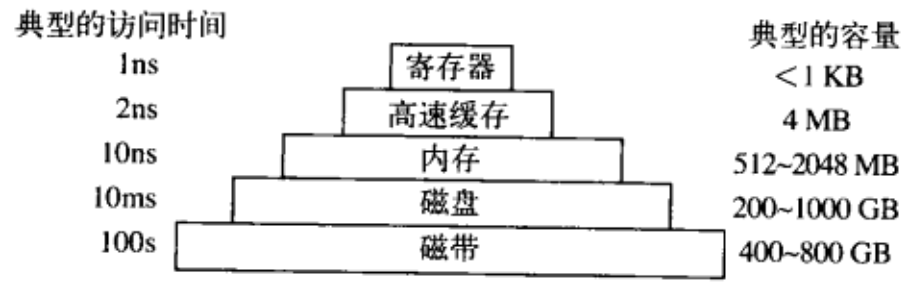 典型的访问时间
典型的容量
1ns 寄存器 <1 KB
2ns 高速缓存 4 MB
10ns 内存 512~2048 MB
10ms 磁盘 200~1000 GB
100s 磁带 400~800 GB